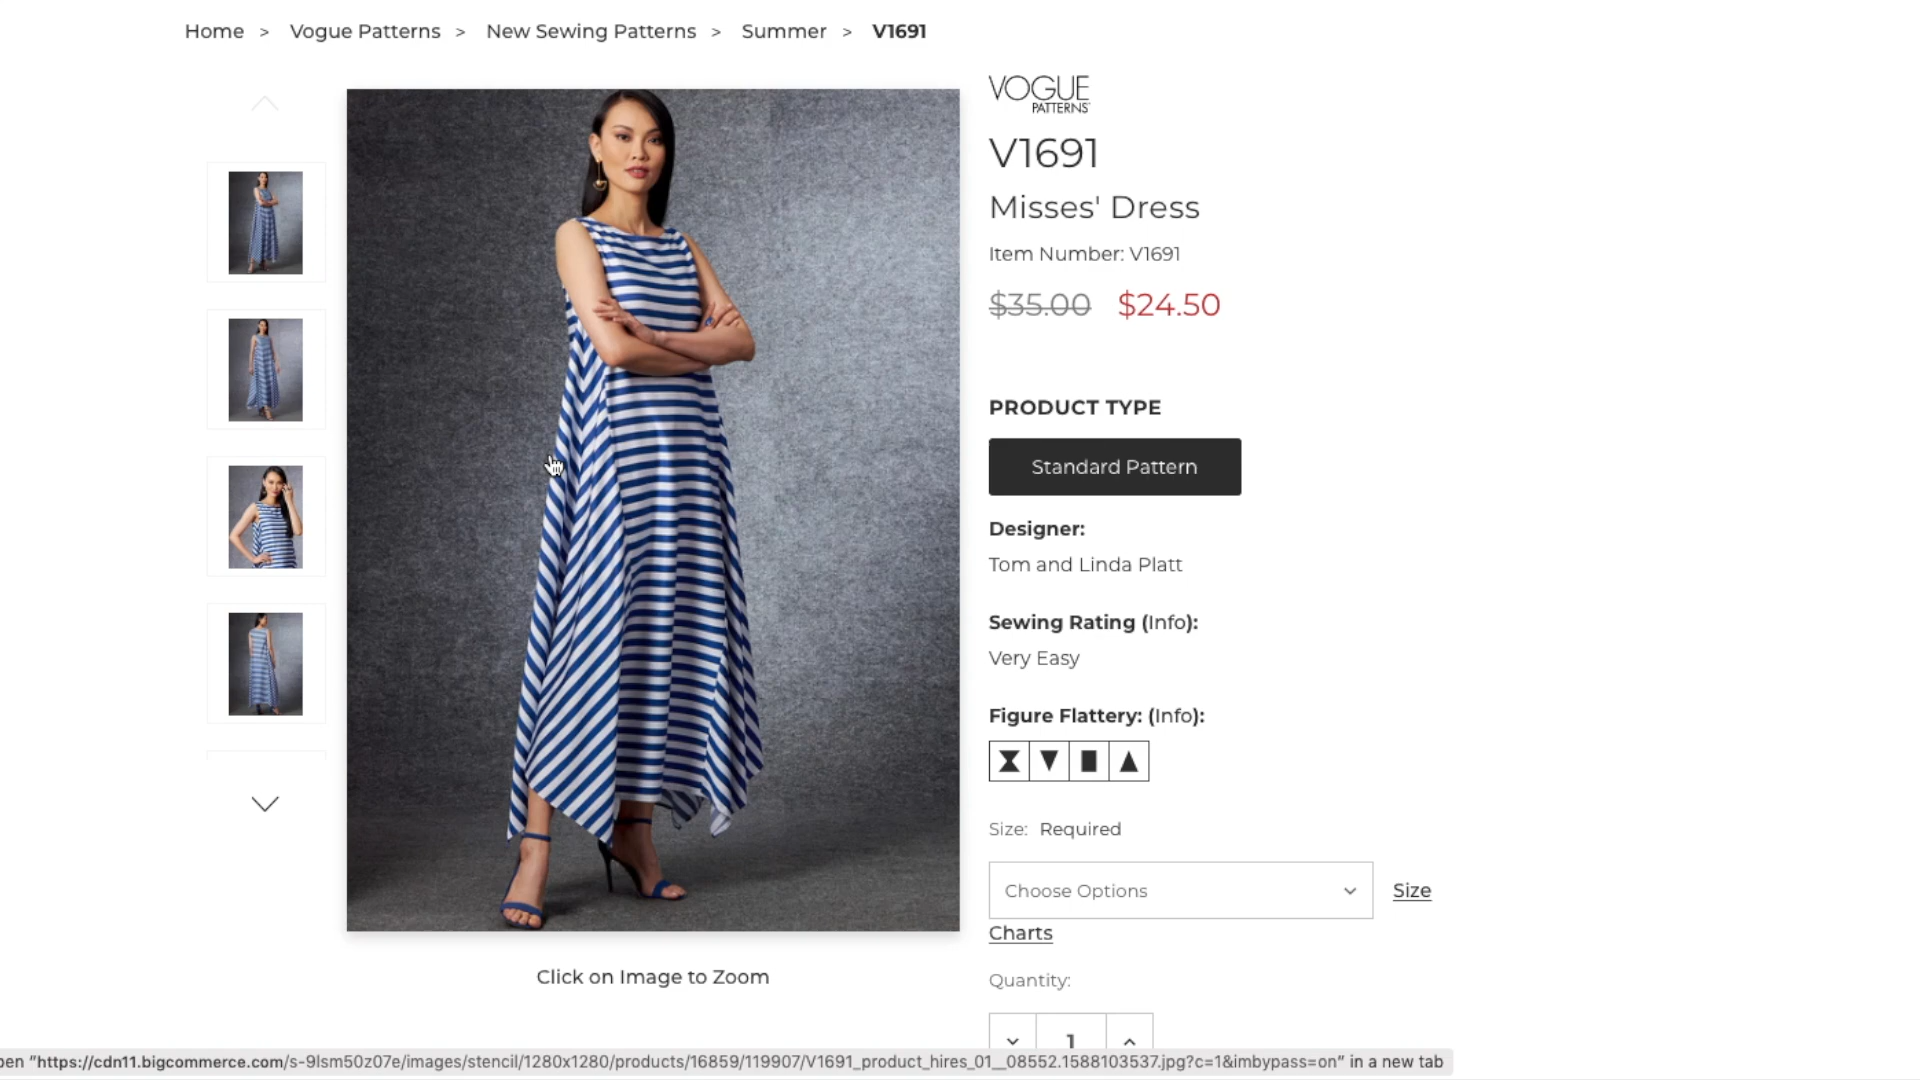 Home > Vogue Patterns > New Sewing Patterns > Summer > V1691
VOGUE
PATTERNS
V1691
Misses' Dress
Item Number: V1691
$35.00 $24.50
PRODUCT TYPE
Standard Pattern
Designer:
Tom and Linda Platt
Sewing Rating (Info):
Very Easy
Figure Flattery: (Info):
Size: Required
Choose Options
Size
Charts
Click on Image to Zoom
Quantity:
1
"https://cdn11.bigcommerce.com/s-9lsm50z07e/images/stencil/1280x1280/products/16859/119907/V1691_product_hires_01__08552.1588103537.jpg?c=1&imbypass=on" in a new tab